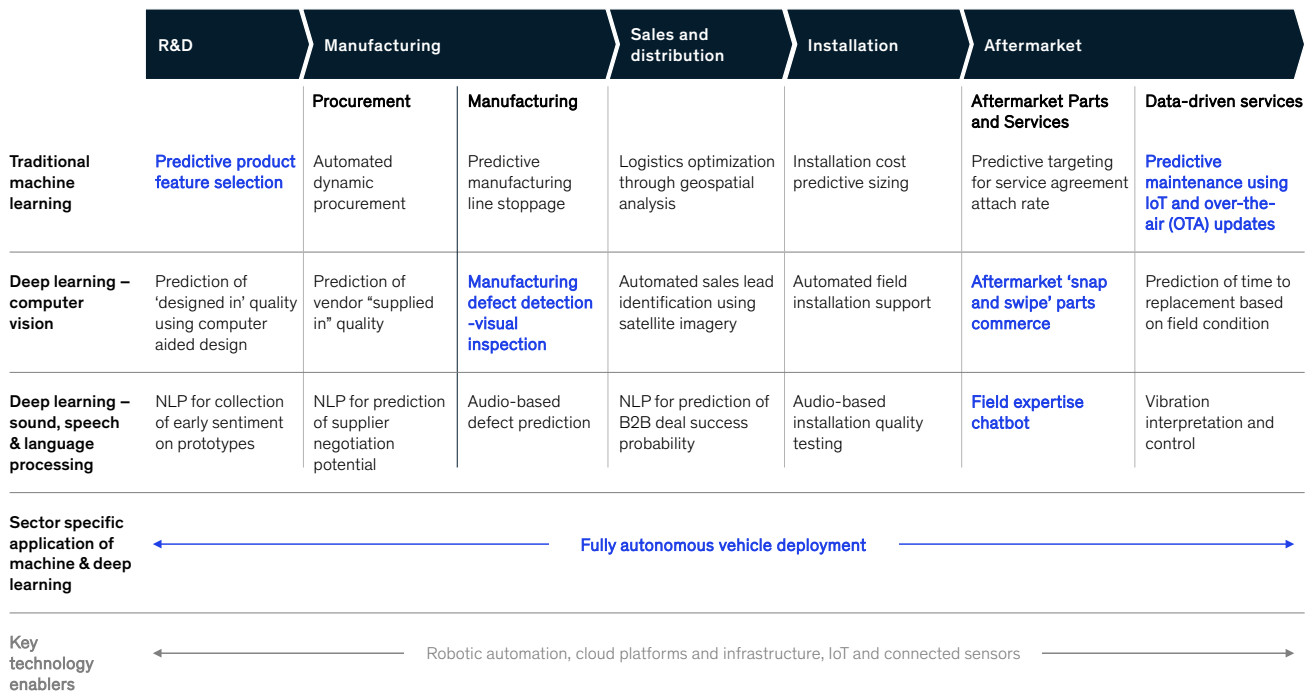 R&D
Manufacturing
Sales and
distribution
Installation
Aftermarket
Procurement
Manufacturing
Aftermarket Parts
and Services
Data-driven services
Traditional
machine
learning
Predictive product
feature selection
Automated
dynamic
procurement
Predictive
manufacturing
line stoppage
Logistics optimization
through geospatial
analysis
Installation cost
predictive sizing
Predictive targeting
for service agreement
attach rate
Predictive
maintenance using
IoT and over-the-
air (OTA) updates
Deep learning –
computer
vision
Prediction of
‘designed in’ quality
using computer
aided design
Prediction of
vendor “supplied
in” quality
Manufacturing
defect detection
-visual
inspection
Automated sales lead
identification using
satellite imagery
Automated field
installation support
Aftermarket ‘snap
and swipe’ parts
commerce
Prediction of time to
replacement based
on field condition
Deep learning –
sound, speech
& language
processing
NLP for collection
of early sentiment
on prototypes
NLP for prediction
of supplier
negotiation
potential
Audio-based
defect prediction
NLP for prediction of
B2B deal success
probability
Audio-based
installation quality
testing
Field expertise
chatbot
Vibration
interpretation and
control
Sector specific
application of
machine & deep
learning
Fully autonomous vehicle deployment
Key
technology
enablers
Robotic automation, cloud platforms and infrastructure, IoT and connected sensors